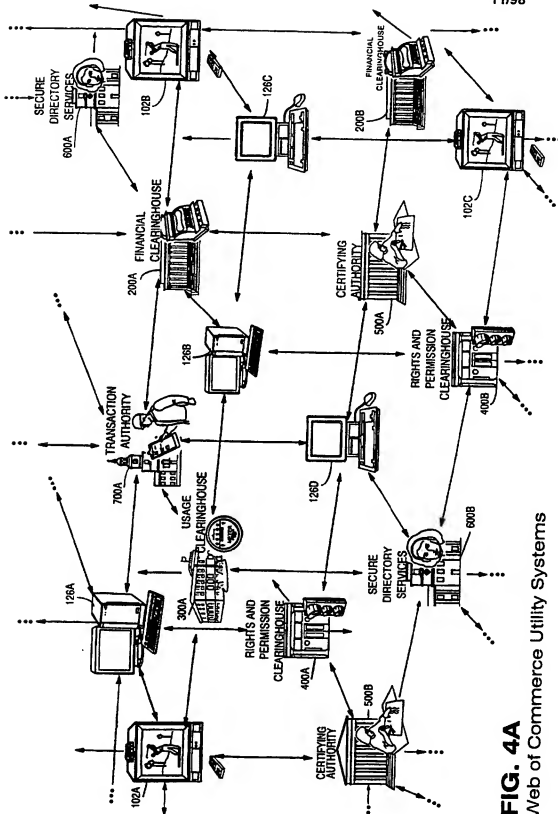 SECURE
DIRECTORY
SERVICES
600A
102B
126C
FINANCIAL
CLEARINGHOUSE
200B
102C
FINANCIAL
CLEARINGHOUSE
200A
CERTIFYING
AUTHORITY
500A
126B
RIGHTS AND
PERMISSION
CLEARINGHOUSE
400B
TRANSACTION
AUTHORITY
700A
126D
USAGE
CLEARINGHOUSE
300A
SECURE
DIRECTORY
SERVICES
600B
126A
RIGHTS AND
PERMISSION
CLEARINGHOUSE
400A
102A
CERTIFYING
AUTHORITY
500B
FIG. 4A
Web of Commerce Utility Systems